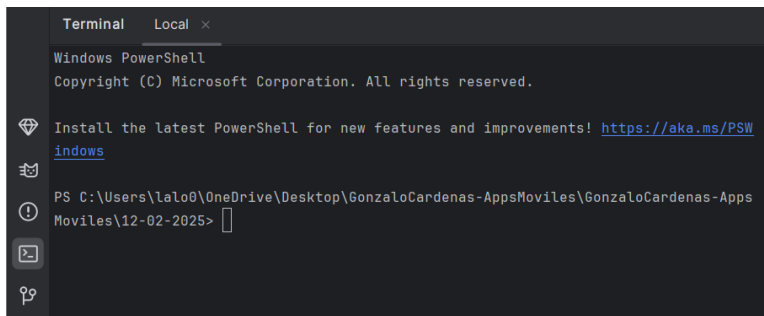 Terminal Local ×
Windows PowerShell
Copyright (C) Microsoft Corporation. All rights reserved.
Install the latest PowerShell for new features and improvements! https://aka.ms/PSW
indows
PS C:\Users\lalo0\OneDrive\Desktop\GonzaloCardenas-AppsMoviles\GonzaloCardenas-Apps
Moviles\12-02-2025>